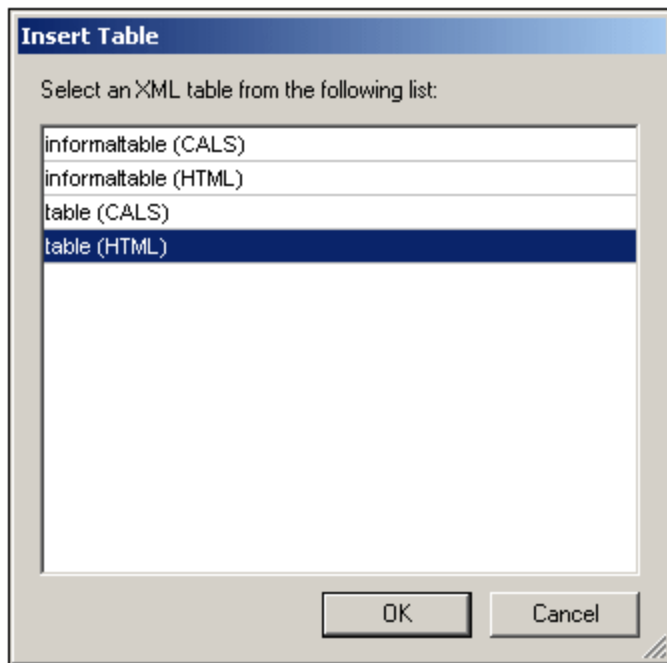 Insert Table
Select an XML table from the following list:
informaltable (CALS)
informaltable (HTML)
table (CALS)
table (HTML)
OK
Cancel